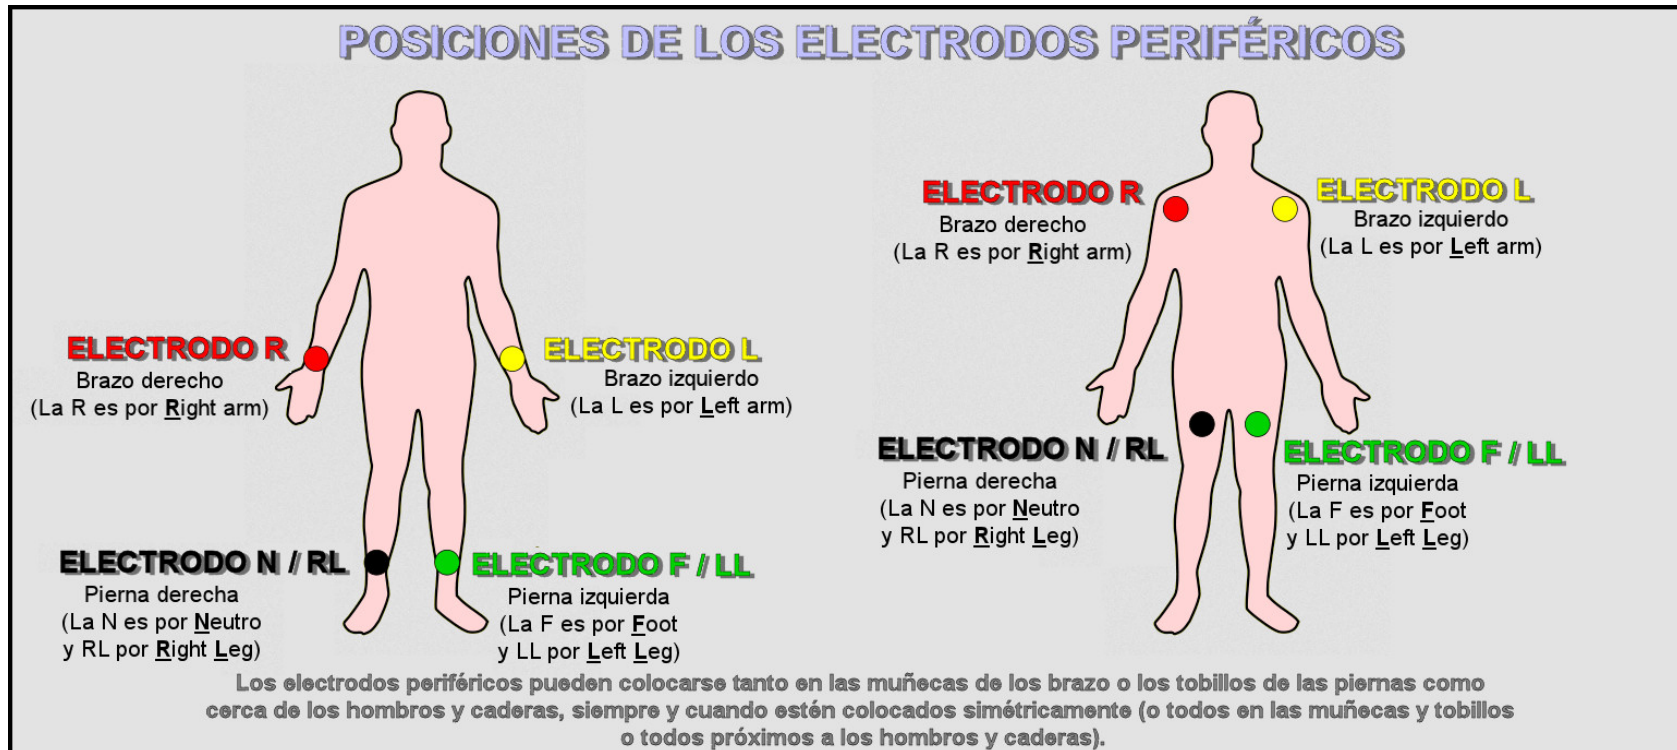 POSICIONES DE LOS ELECTRODOS PERIFÉRICOS
ELECTRODO R
Brazo derecho
(La R es por Right arm)
ELECTRODO L
Brazo izquierdo
(La L es por Left arm)
ELECTRODO N / RL
Pierna derecha
(La N es por Neutro
y RL por Right Leg)
ELECTRODO F / LL
Pierna izquierda
(La F es por Foot
y LL por Left Leg)
ELECTRODO R
Brazo derecho
(La R es por Right arm)
ELECTRODO L
Brazo izquierdo
(La L es por Left arm)
ELECTRODO N / RL
Pierna derecha
(La N es por Neutro
y RL por Right Leg)
ELECTRODO F / LL
Pierna izquierda
(La F es por Foot
y LL por Left Leg)
Los electrodos periféricos pueden colocarse tanto en las muñecas de los brazo o los tobillos de las piernas como
cerca de los hombros y caderas, siempre y cuando estén colocados simétricamente (o todos en las muñecas y tobillos
o todos próximos a los hombros y caderas).